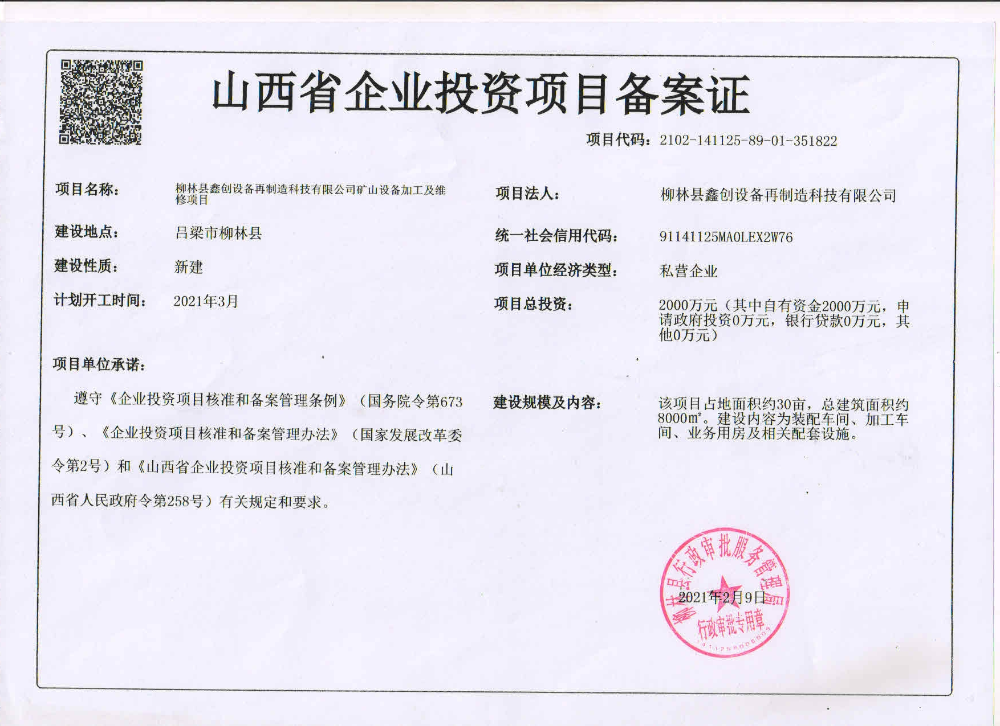 山西省企业投资项目备案证
项目代码：2102-141125-89-01-351822
项目名称：
柳林县鑫创设备再制造科技有限公司矿山设备加工及维
修项目
项目法人：
柳林县鑫创设备再制造科技有限公司
建设地点：
吕梁市柳林县
统一社会信用代码：
91141125MA0LEX2W76
建设性质：
新建
项目单位经济类型：
私营企业
计划开工时间：
2021年3月
项目总投资：
2000万元（其中自有资金2000万元，申
请政府投资0万元，银行贷款0万元，其
他0万元）
项目单位承诺：
遵守《企业投资项目核准和备案管理条例》（国务院令第673
号）、《企业投资项目核准和备案管理办法》（国家发展改革委
令第2号）和《山西省企业投资项目核准和备案管理办法》（山
西省人民政府令第258号）有关规定和要求。
建设规模及内容：
该项目占地面积约30亩，总建筑面积约
8000㎡。建设内容为装配车间、加工车
间、业务用房及相关配套设施。
柳林县行政审批服务管理局
2021年2月9日
行政审批专用章